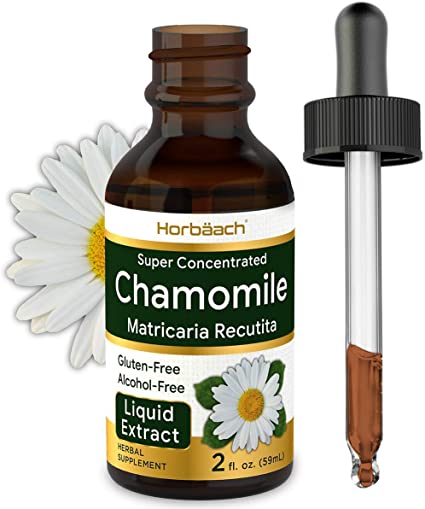 Horbäach®
Super Concentrated
Chamomile
Matricaria Recutita
Gluten-Free
Alcohol-Free
Liquid
Extract
HERBAL
SUPPLEMENT
2 fl. oz. (59mL)